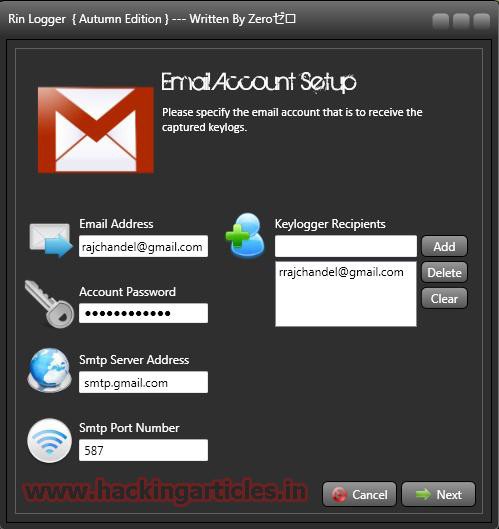 Rin Logger { Autumn Edition } --- Written By Zeroゼロ
Email Account Setup
Please specify the email account that is to receive the
captured keylogs.
Email Address
rajchandel@gmail.com
Account Password
●●●●●●●●●●●●
Smtp Server Address
smtp.gmail.com
Smtp Port Number
587
Keylogger Recipients
Add
rrajchandel@gmail.com
Delete
Clear
www.hackingarticles.in
Cancel
Next